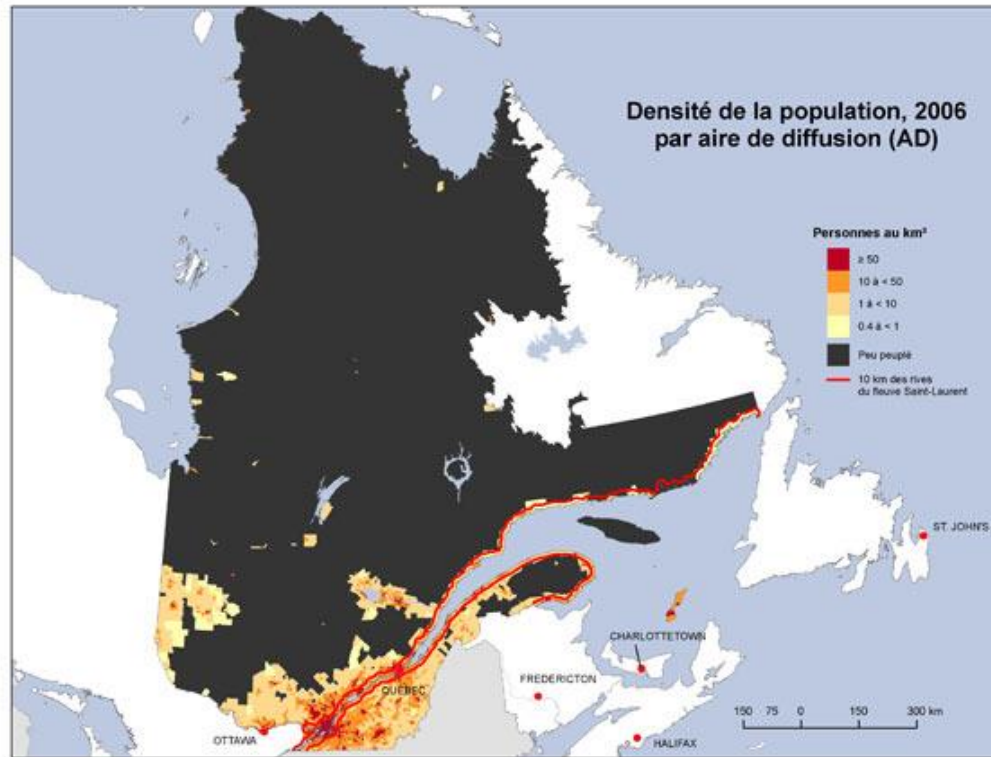 Densité de la population, 2006
par aire de diffusion (AD)
Personnes au km²
≥ 50
10 à < 50
1 à < 10
0.4 à < 1
Peu peuplé
10 km des rives
du fleuve Saint-Laurent
ST. JOHN'S
CHARLOTTETOWN
FREDERICTON
QUÉBEC
OTTAWA
HALIFAX
150 75 0 150 300 km